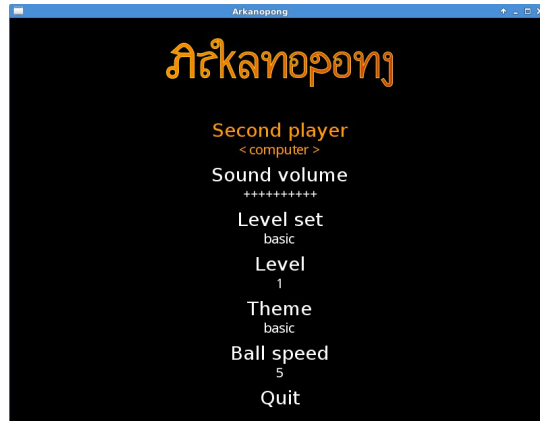 Arkanopong
Arkanopong
Second player
< computer >
Sound volume
++++++++++
Level set
basic
Level
1
Theme
basic
Ball speed
5
Quit